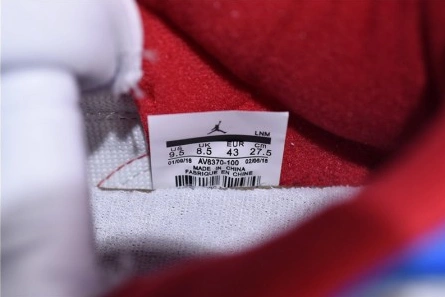 LNM
US UK EUR cm
9.5 8.5 43 27.5
01/06/18 AV8370-100 02/06/18
MADE IN CHINA
FABRIQUE EN CHINE